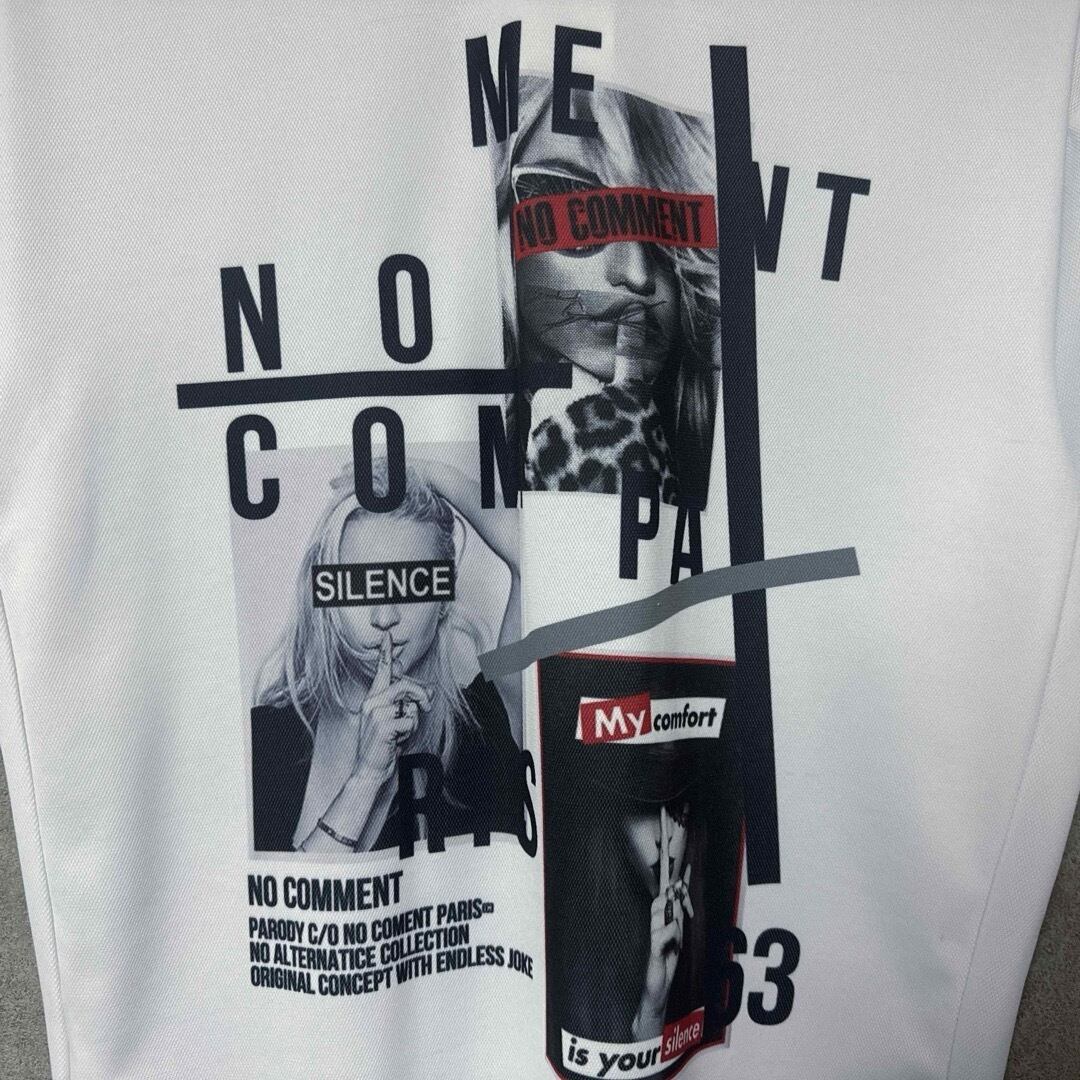 ME
NT
NO COMMENT
NO
COM
PA
SILENCE
My comfort
RIS
NO COMMENT
PARODY C/O NO COMENT PARIS
NO ALTERNATICE COLLECTION
ORIGINAL CONCEPT WITH ENDLESS JOKE
63
is your silence